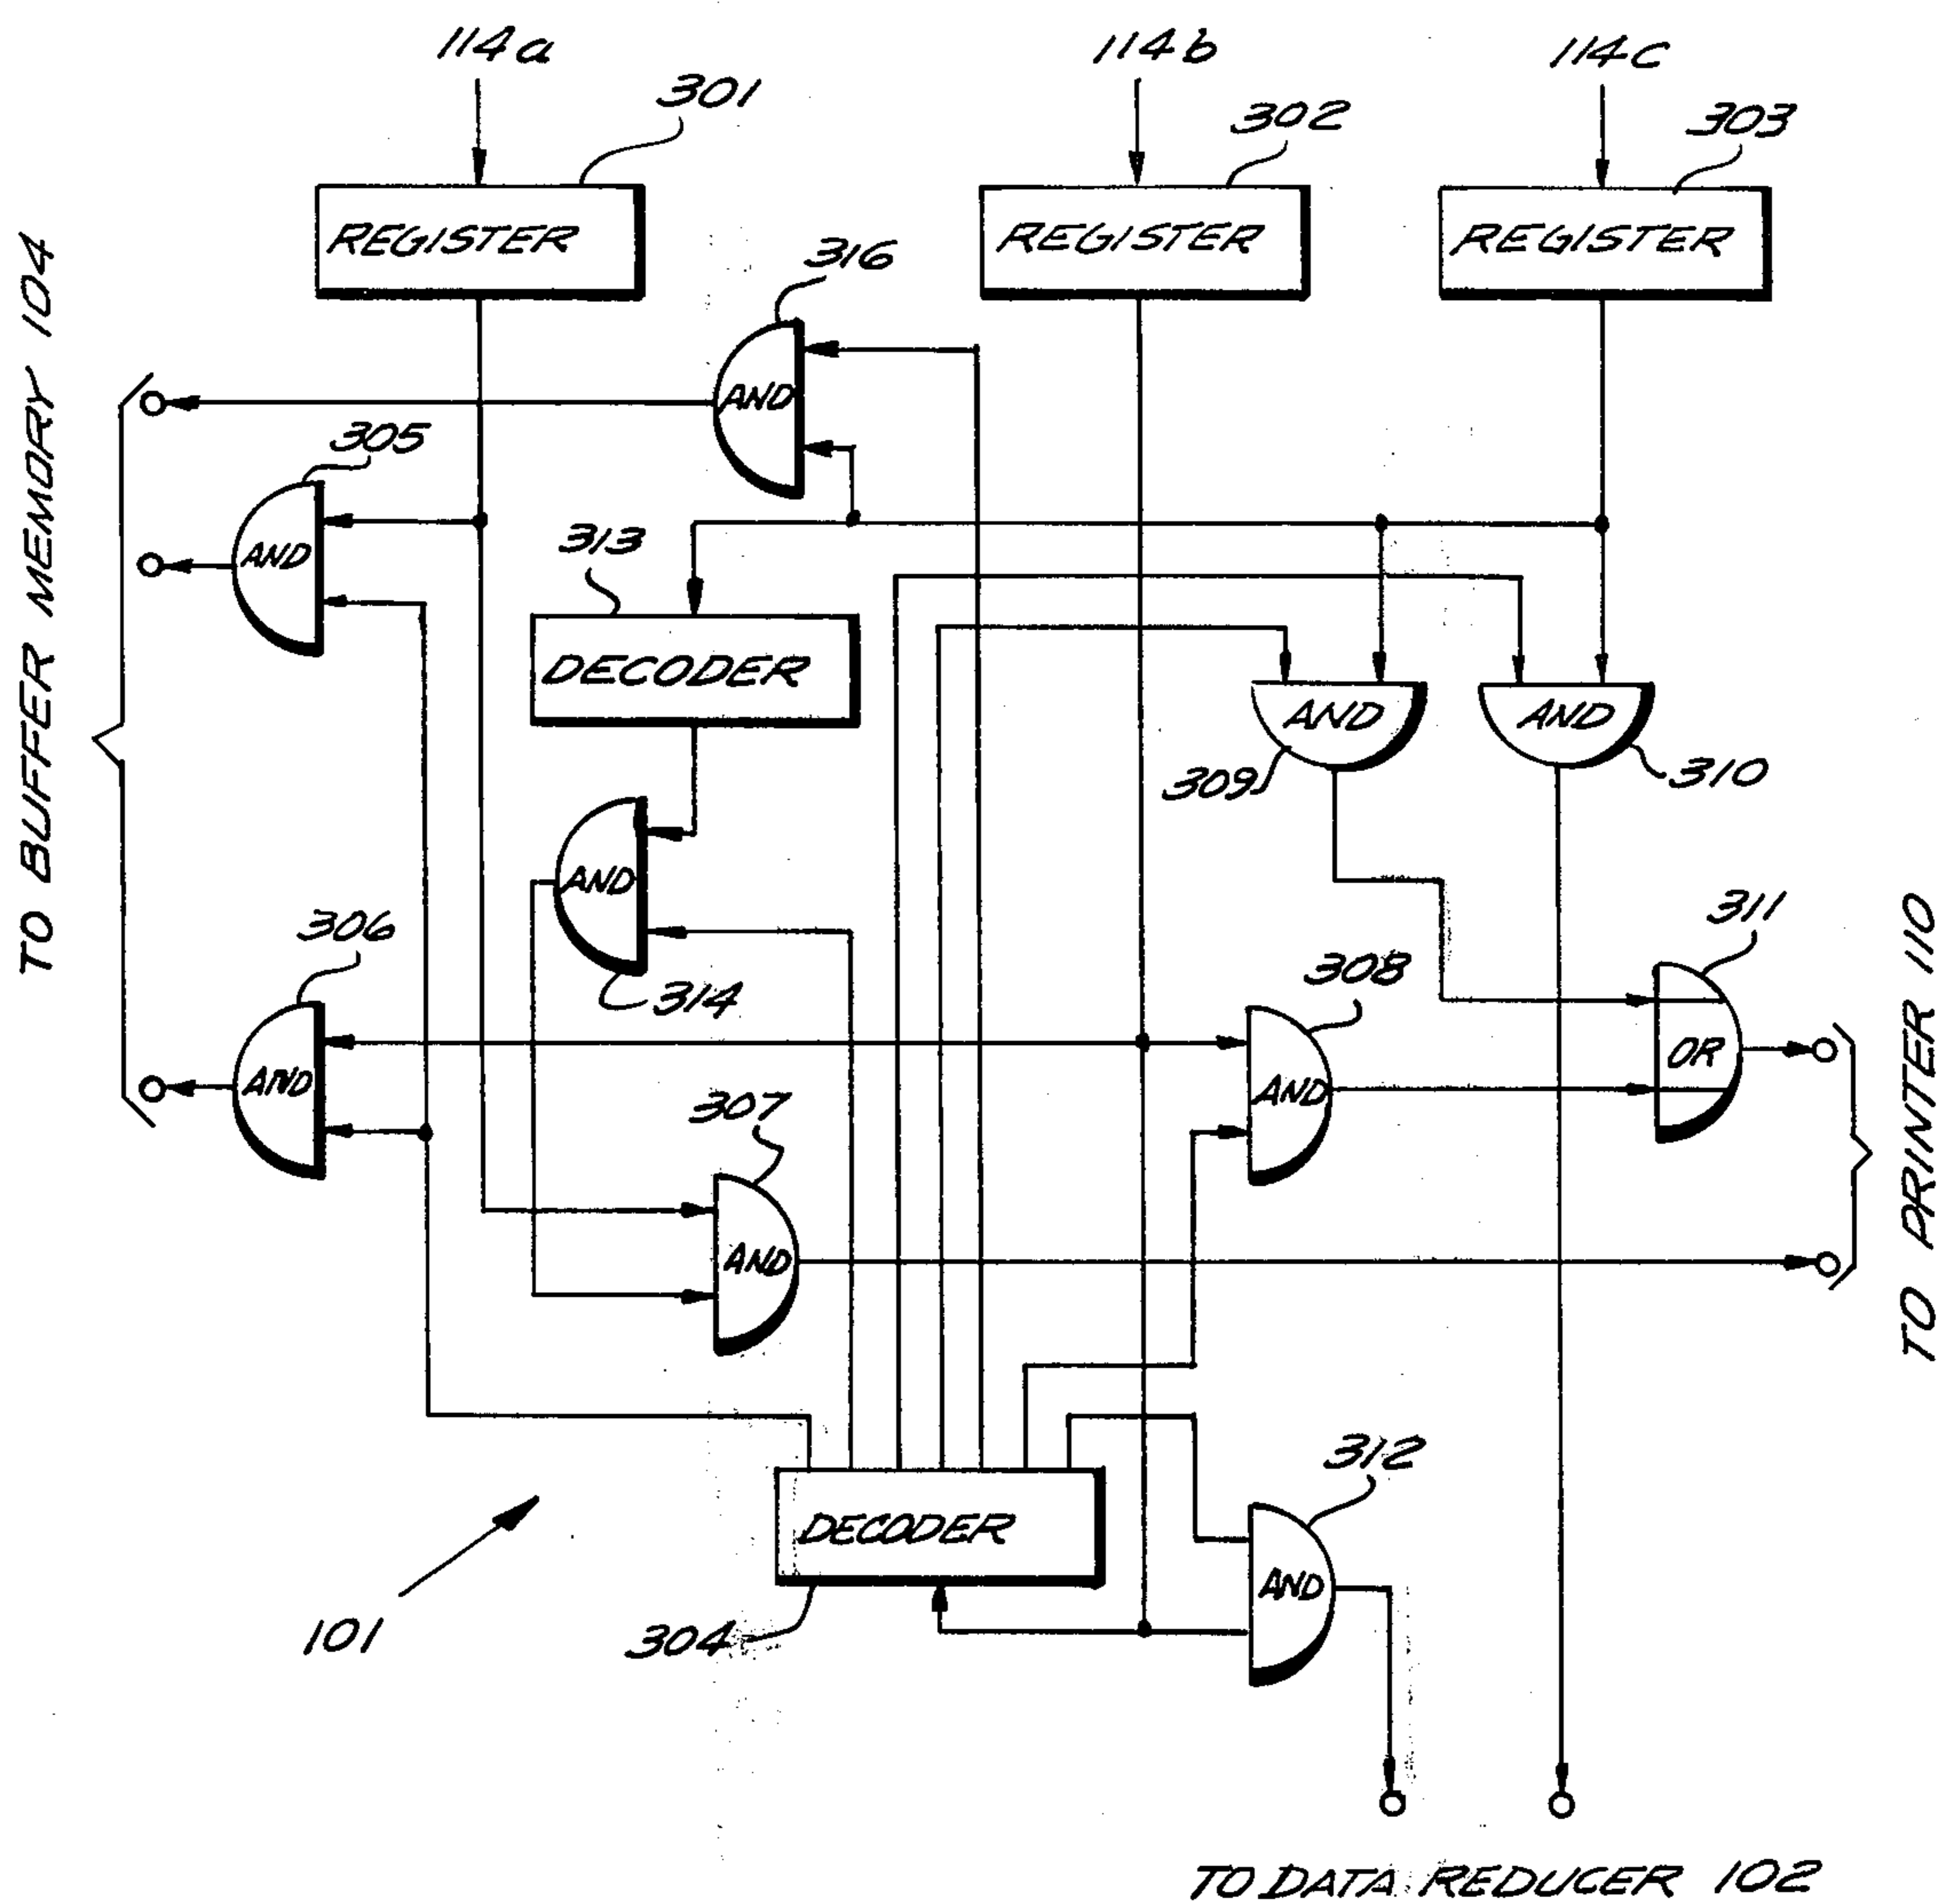 114a
114b
114c
301
302
303
REGISTER
REGISTER
REGISTER
316
AND
305
AND
313
DECODER
AND
309
AND
310
AND
314
306
AND
308
AND
311
OR
307
AND
DECODER
304
312
AND
101
TO BUFFER MEMORY 104
TO PRINTER 110
TO DATA REDUCER 102